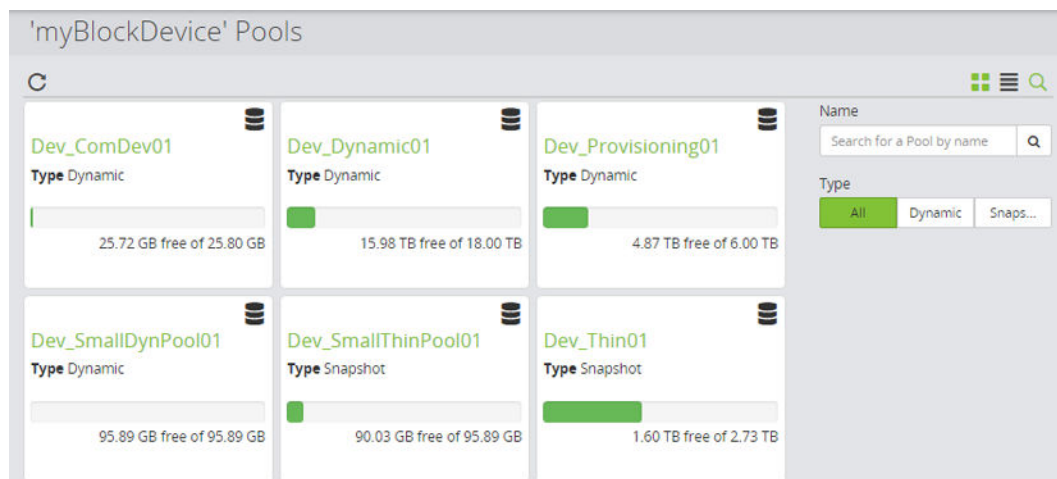 'myBlockDevice' Pools
Dev_ComDev01
Type Dynamic
25.72 GB free of 25.80 GB
Dev_Dynamic01
Type Dynamic
15.98 TB free of 18.00 TB
Dev_Provisioning01
Type Dynamic
4.87 TB free of 6.00 TB
Dev_SmallDynPool01
Type Dynamic
95.89 GB free of 95.89 GB
Dev_SmallThinPool01
Type Snapshot
90.03 GB free of 95.89 GB
Dev_Thin01
Type Snapshot
1.60 TB free of 2.73 TB
Name
Search for a Pool by name
Type
All Dynamic Snaps...